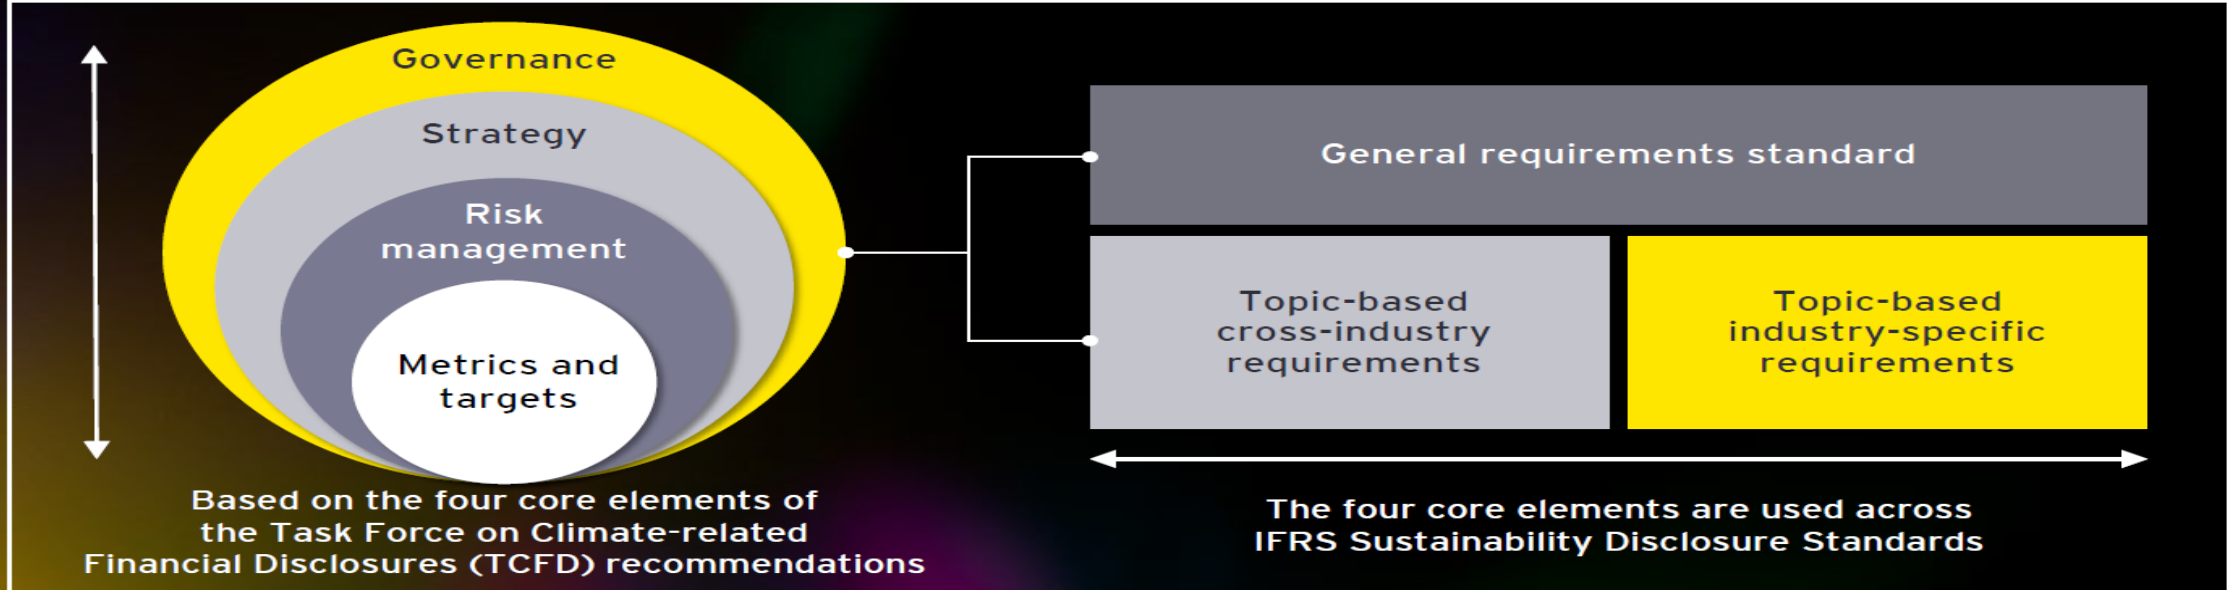 Governance
Strategy
Risk
management
Metrics and
targets
Based on the four core elements of
the Task Force on Climate-related
Financial Disclosures (TCFD) recommendations
General requirements standard
Topic-based
cross-industry
requirements
Topic-based
industry-specific
requirements
The four core elements are used across
IFRS Sustainability Disclosure Standards